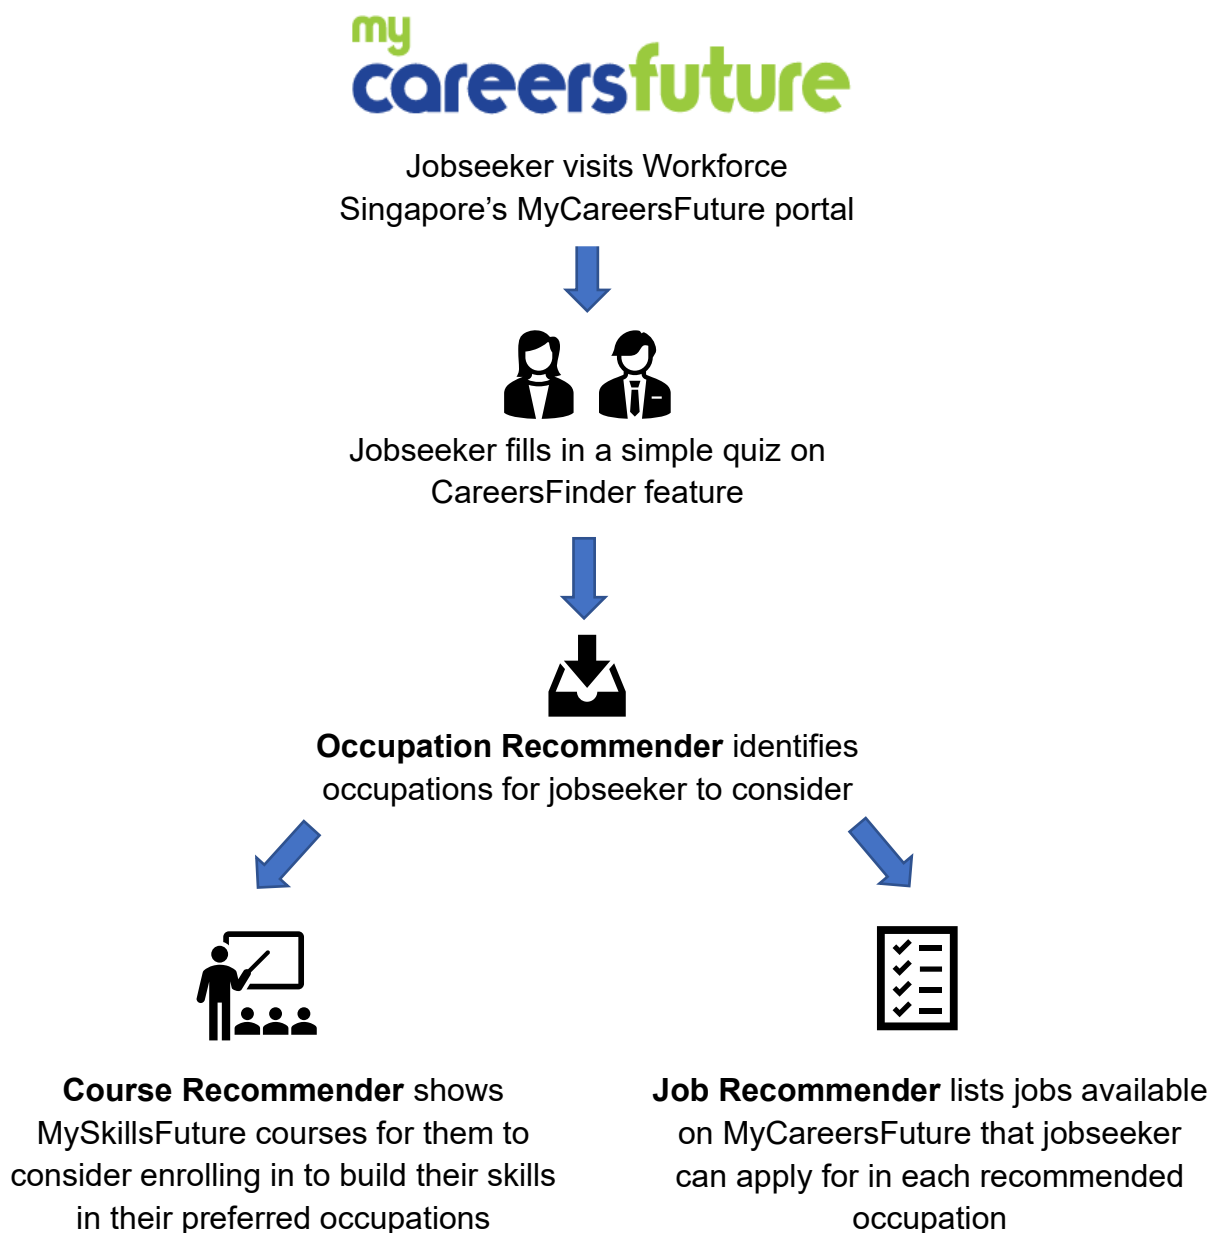 my
careersfuture
Jobseeker visits Workforce
Singapore’s MyCareersFuture portal
Jobseeker fills in a simple quiz on
CareersFinder feature
Occupation Recommender identifies
occupations for jobseeker to consider
Course Recommender shows
MySkillsFuture courses for them to
consider enrolling in to build their skills
in their preferred occupations
Job Recommender lists jobs available
on MyCareersFuture that jobseeker
can apply for in each recommended
occupation